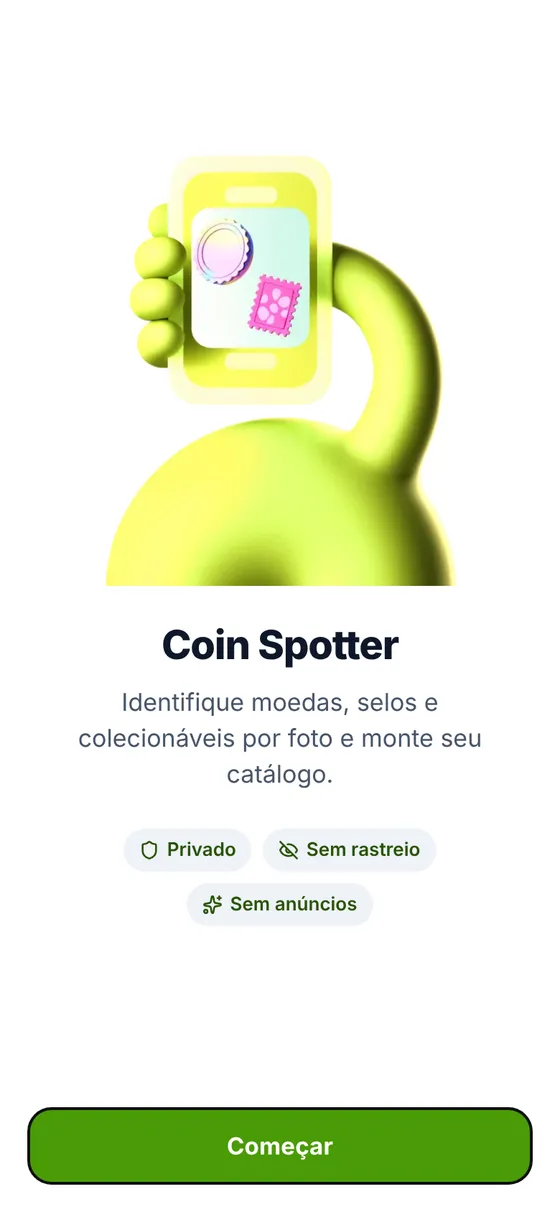 Coin Spotter
Identifique moedas, selos e
colecionáveis por foto e monte seu
catálogo.
Privado
Sem rastreio
Sem anúncios
Começar